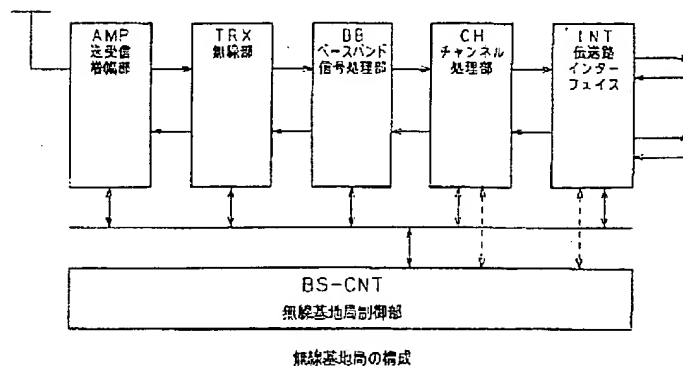 AMP
送受信
増幅部
TRX
無線部
BB
ベースバンド
信号処理部
CH
チャンネル
処理部
INT
伝送路
インター
フェイス
BS-CNT
無線基地局制御部
無線基地局の構成